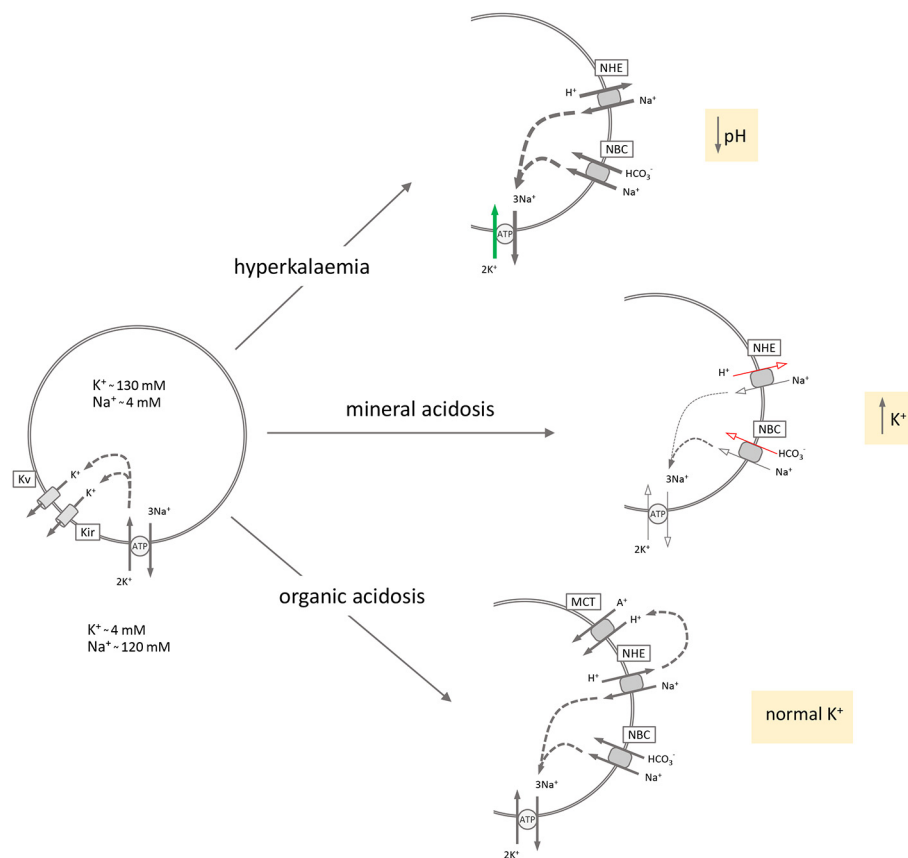 NHE
H⁺
Na⁺
↓ pH
NBC
HCO₃⁻
Na⁺
3Na⁺
ATP
2K⁺
hyperkalaemia
K⁺ ~ 130 mM
Na⁺ ~ 4 mM
Kv
K⁺
K⁺
Kir
3Na⁺
ATP
2K⁺
K⁺ ~ 4 mM
Na⁺ ~ 120 mM
mineral acidosis
NHE
H⁺
Na⁺
↑ K⁺
NBC
HCO₃⁻
Na⁺
3Na⁺
ATP
2K⁺
organic acidosis
MCT
A⁺
H⁺
NHE
H⁺
Na⁺
normal K⁺
NBC
HCO₃⁻
Na⁺
3Na⁺
ATP
2K⁺